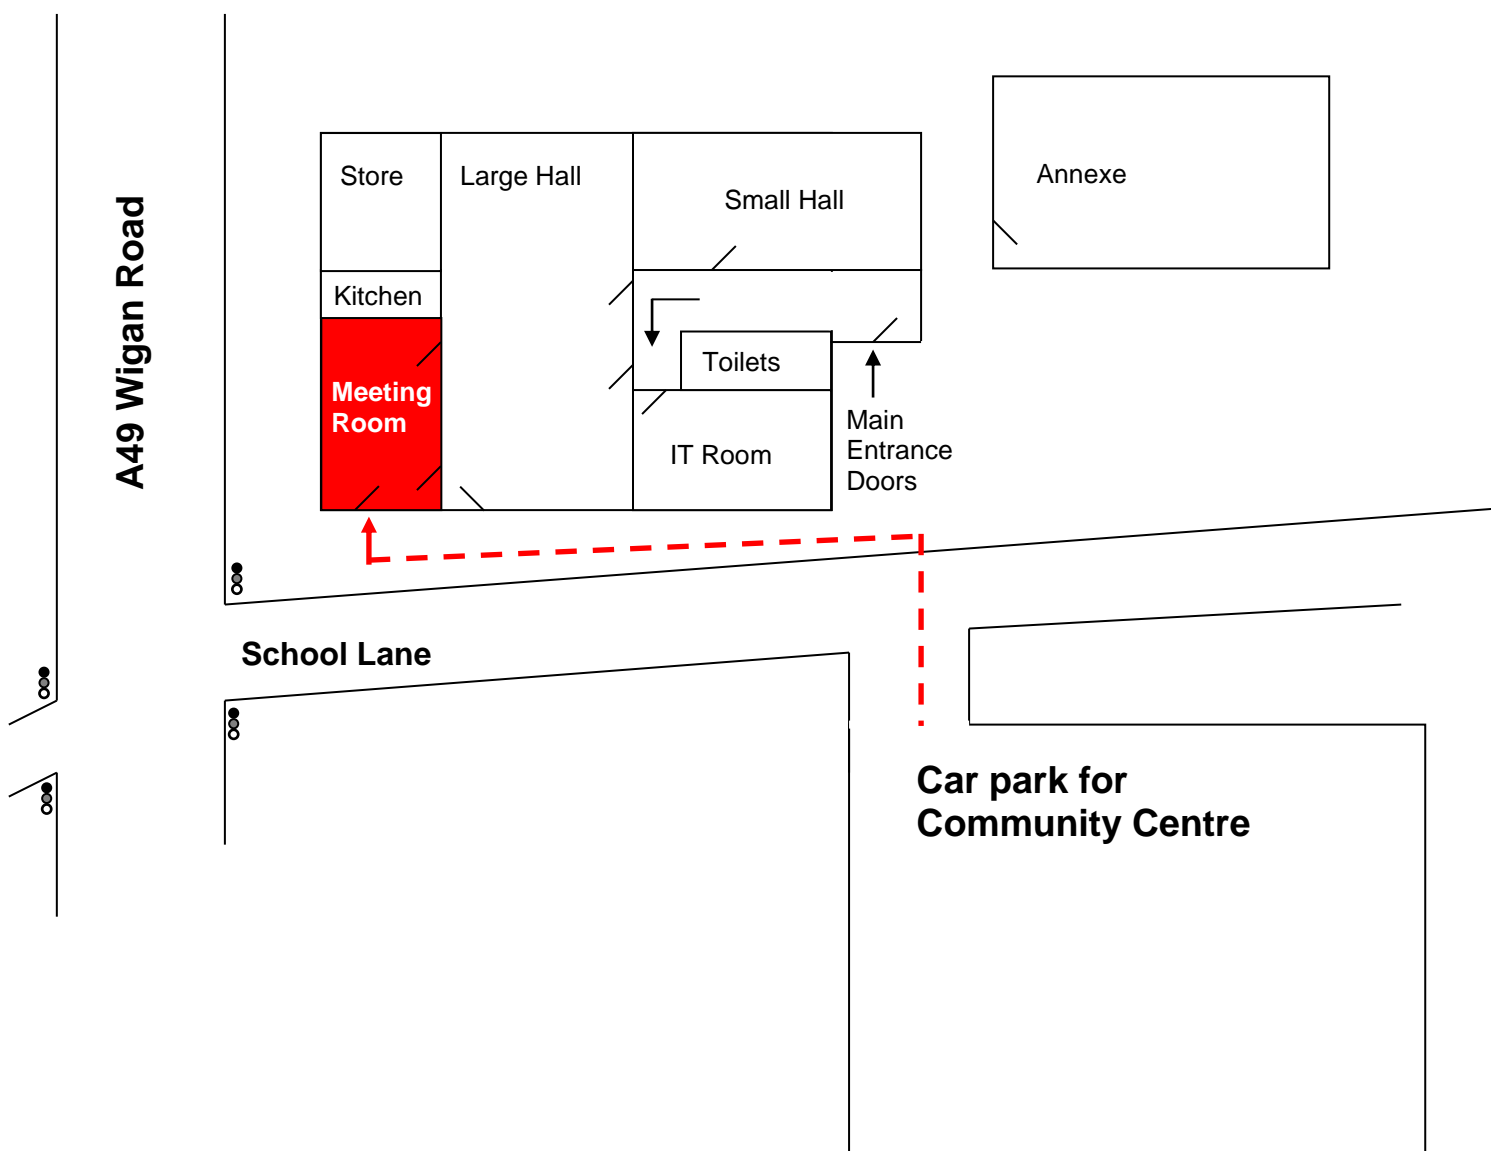 Store
Large Hall
Small Hall
Annexe
A49 Wigan Road
Kitchen
Meeting
Room
Toilets
IT Room
Main
Entrance
Doors
School Lane
Car park for
Community Centre